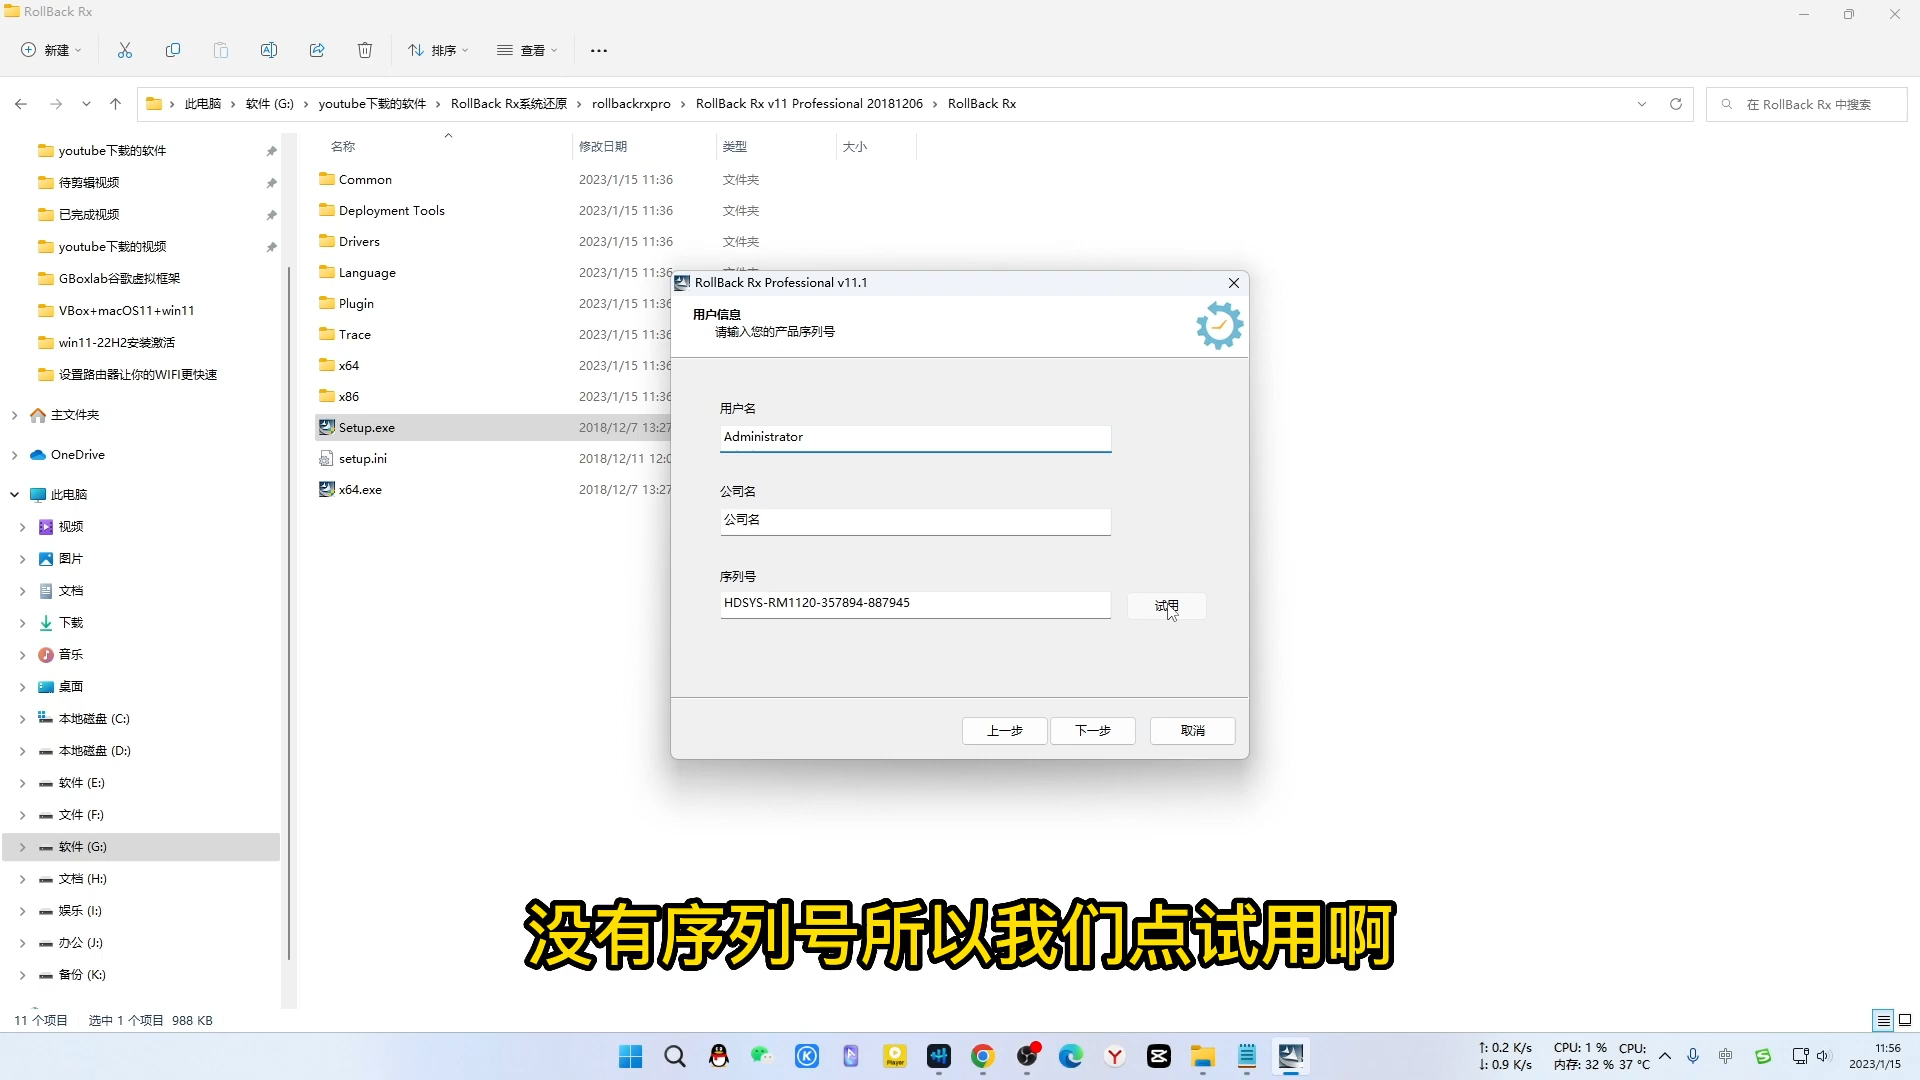 RollBack Rx
新建
排序
查看
此电脑 › 软件 (G:) › youtube下载的软件 › RollBack Rx系统还原 › rollbackrxpro › RollBack Rx v11 Professional 20181206 › RollBack Rx
在 RollBack Rx 中搜索
youtube下载的软件
待剪辑视频
已完成视频
youtube下载的视频
GBoxlab谷歌虚拟框架
VBox+macOS11+win11
win11-22H2安装激活
设置路由器让你的WIFI更快速
主文件夹
OneDrive
此电脑
视频
图片
文档
下载
音乐
桌面
本地磁盘 (C:)
本地磁盘 (D:)
软件 (E:)
文件 (F:)
软件 (G:)
文档 (H:)
娱乐 (I:)
办公 (J:)
备份 (K:)
名称 修改日期 类型 大小
Common 2023/1/15 11:36 文件夹
Deployment Tools 2023/1/15 11:36 文件夹
Drivers 2023/1/15 11:36 文件夹
Language 2023/1/15 11:36
Plugin 2023/1/15 11:36
Trace 2023/1/15 11:36
x64 2023/1/15 11:36
x86 2023/1/15 11:36
Setup.exe 2018/12/7 13:27
setup.ini 2018/12/11 12:0
x64.exe 2018/12/7 13:27
RollBack Rx Professional v11.1
用户信息
请输入您的产品序列号
用户名
Administrator
公司名
公司名
序列号
HDSYS-RM1120-357894-887945
试用
上一步 下一步 取消
没有序列号所以我们点试用啊
11 个项目 选中 1 个项目 988 KB
Player
↑: 0.2 K/s CPU: 1 % CPU:
↓: 0.9 K/s 内存: 32 % 37 °C
中
11:56
2023/1/15